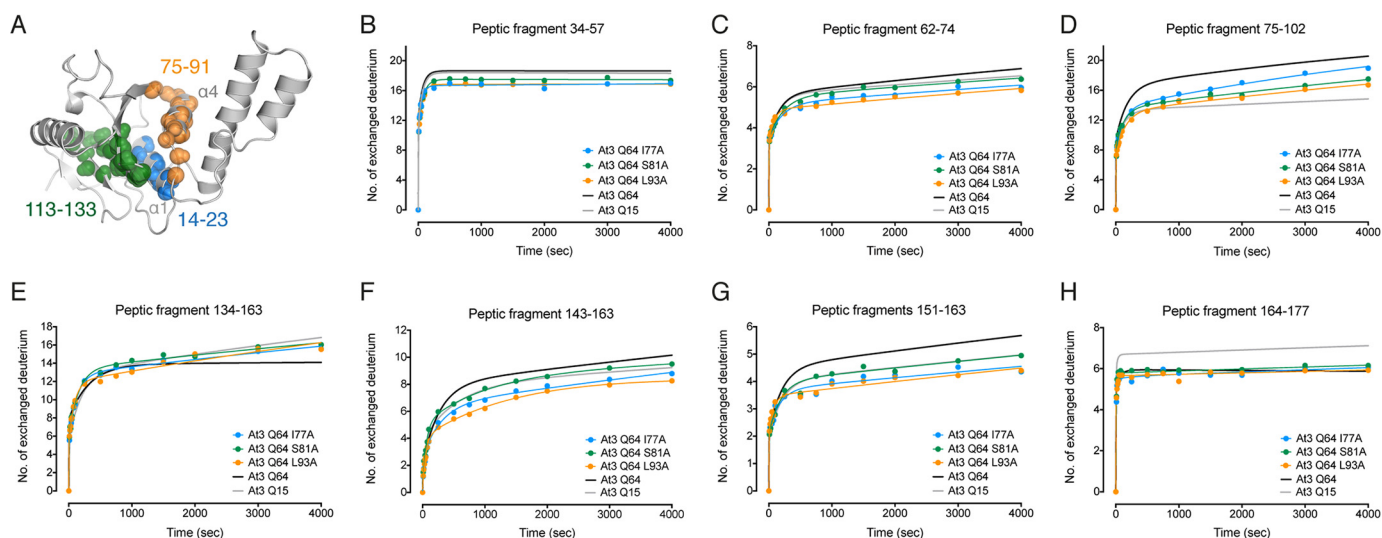 A
75-91
α4
113-133
α1
14-23
B
Peptic fragment 34-57
No. of exchanged deuterium
20
16
12
8
4
0
At3 Q64 I77A
At3 Q64 S81A
At3 Q64 L93A
At3 Q64
At3 Q15
0 1000 2000 3000 4000
Time (sec)
C
Peptic fragment 62-74
No. of exchanged deuterium
8
6
4
2
0
At3 Q64 I77A
At3 Q64 S81A
At3 Q64 L93A
At3 Q64
At3 Q15
0 1000 2000 3000 4000
Time (sec)
D
Peptic fragment 75-102
No. of exchanged deuterium
20
16
12
8
4
0
At3 Q64 I77A
At3 Q64 S81A
At3 Q64 L93A
At3 Q64
At3 Q15
0 1000 2000 3000 4000
Time (sec)
E
Peptic fragment 134-163
No. of exchanged deuterium
18
16
14
12
10
8
6
4
2
0
At3 Q64 I77A
At3 Q64 S81A
At3 Q64 L93A
At3 Q64
At3 Q15
0 1000 2000 3000 4000
Time (sec)
F
Peptic fragment 143-163
No. of exchanged deuterium
12
10
8
6
4
2
0
At3 Q64 I77A
At3 Q64 S81A
At3 Q64 L93A
At3 Q64
At3 Q15
0 1000 2000 3000 4000
Time (sec)
G
Peptic fragments 151-163
No. of exchanged deuterium
6
5
4
3
2
1
0
At3 Q64 I77A
At3 Q64 S81A
At3 Q64 L93A
At3 Q64
At3 Q15
0 1000 2000 3000 4000
Time (sec)
H
Peptic fragment 164-177
No. of exchanged deuterium
8
6
4
2
0
At3 Q64 I77A
At3 Q64 S81A
At3 Q64 L93A
At3 Q64
At3 Q15
0 1000 2000 3000 4000
Time (sec)